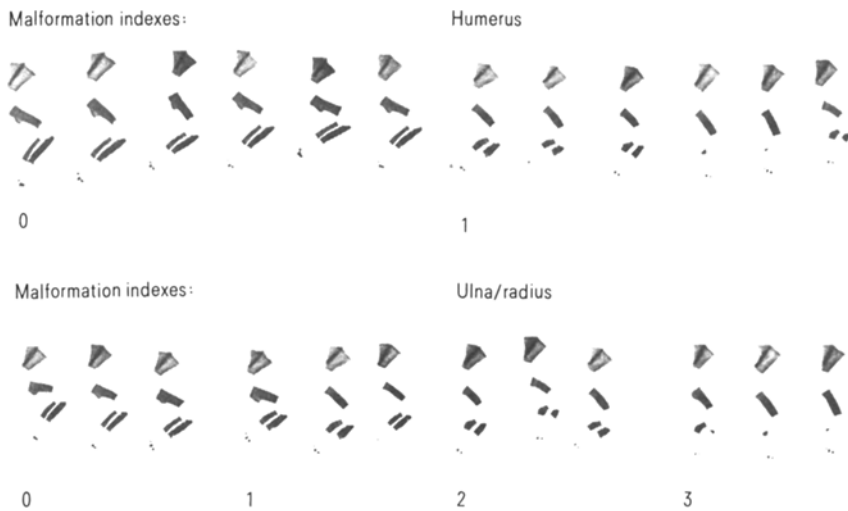 Malformation indexes: Humerus
0 1
Malformation indexes: Ulna/radius
0 1 2 3